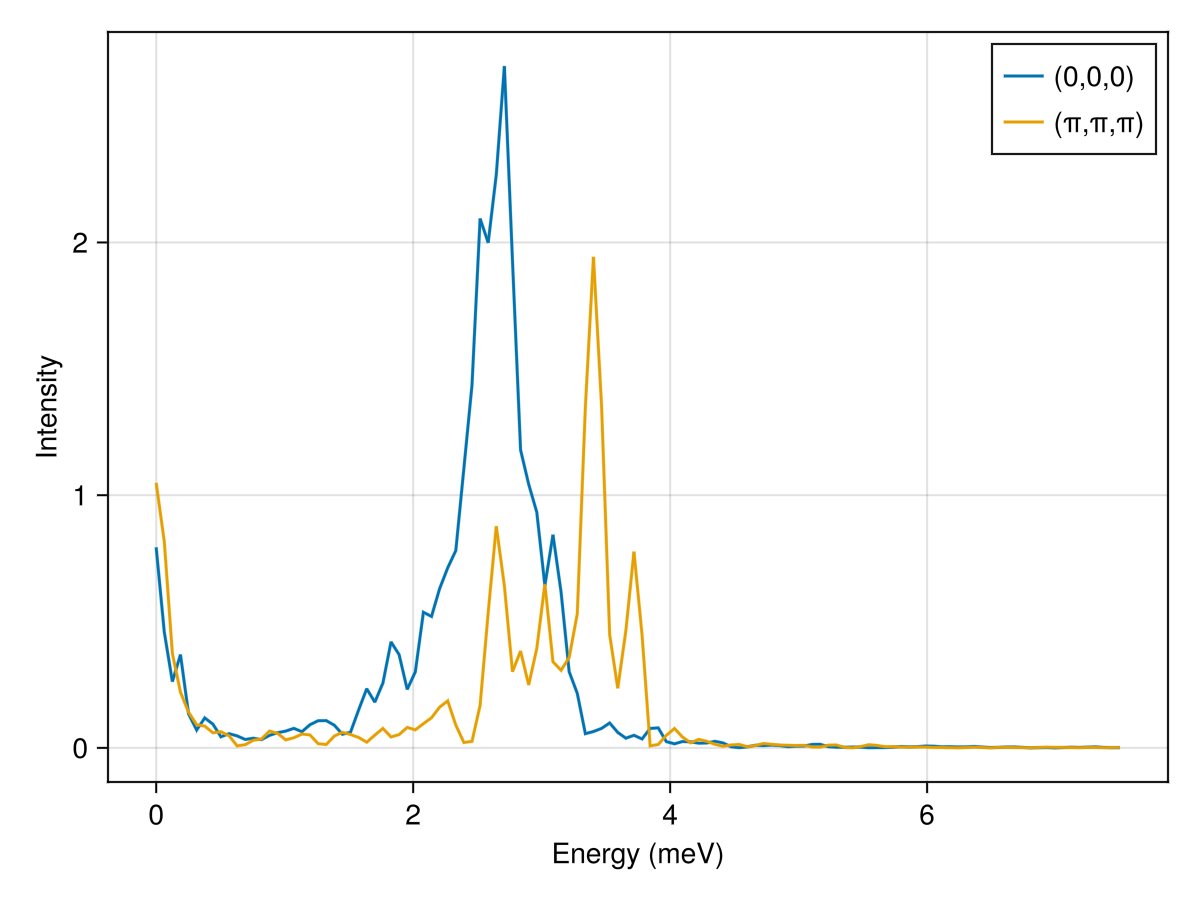 (0,0,0)
(π,π,π)
2
1
0
Intensity
0 2 4 6
Energy (meV)